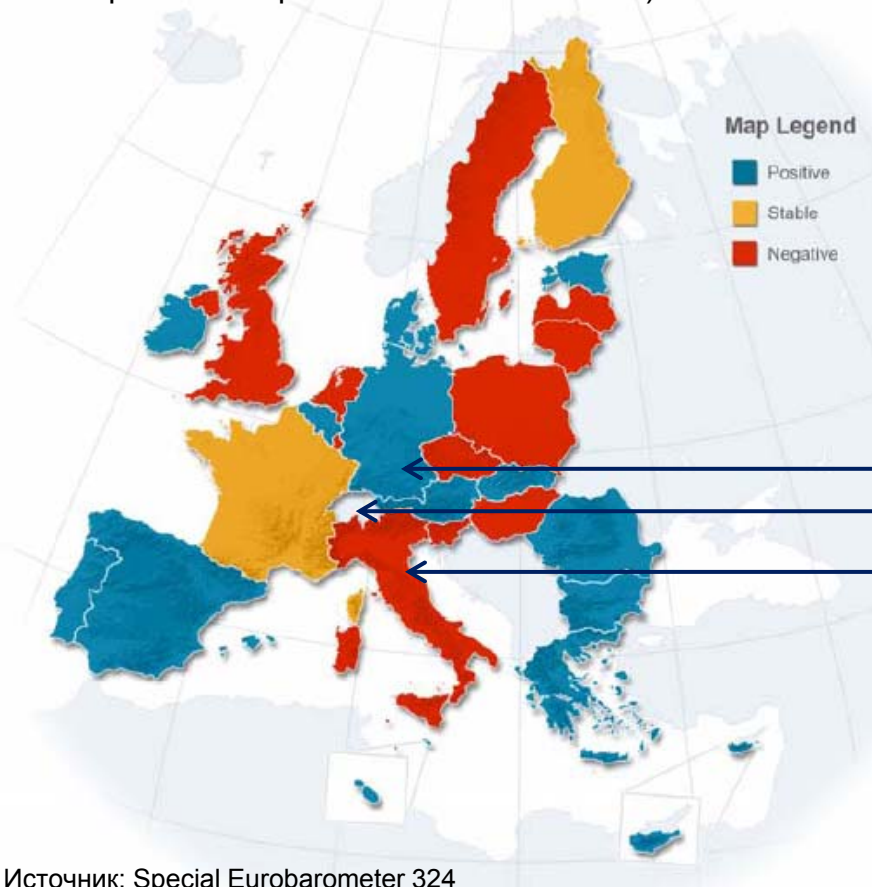 Map Legend
Positive
Stable
Negative
Источник: Special Eurobarometer 324